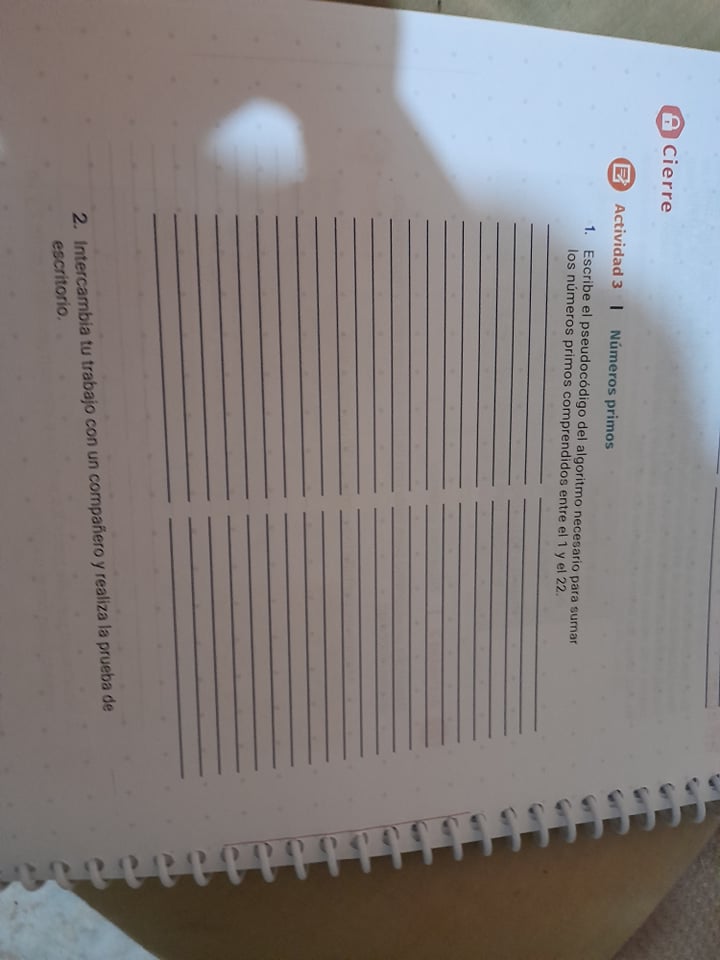 Cierre
Actividad 3 | Números primos
1. Escribe el pseudocódigo del algoritmo necesario para sumar
los números primos comprendidos entre el 1 y el 22.
2. Intercambia tu trabajo con un compañero y realiza la prueba de
escritorio.